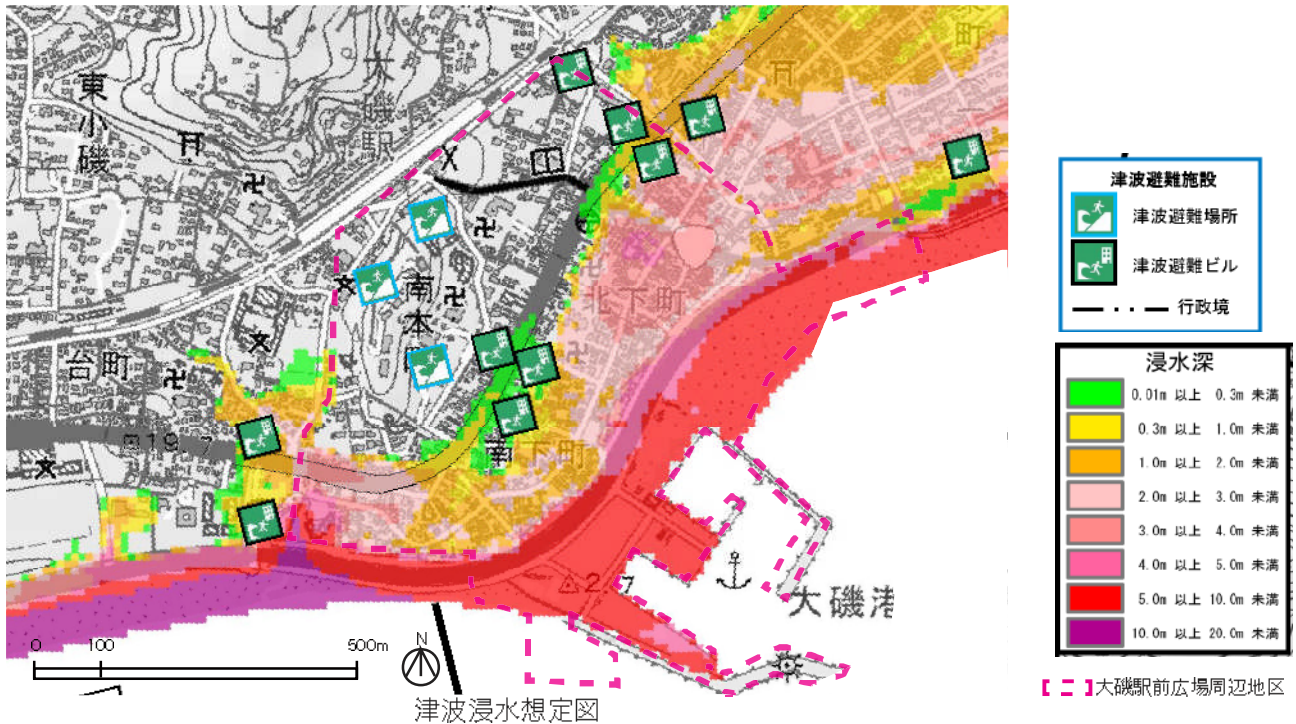 東小磯
大磯駅
台町
南本
19.7
北下町
南下町
2.7
大磯港
町
0 100 500m
N
津波浸水想定図
津波避難施設
津波避難場所
津波避難ビル
行政境
浸水深
0.01m 以上 0.3m 未満
0.3m 以上 1.0m 未満
1.0m 以上 2.0m 未満
2.0m 以上 3.0m 未満
3.0m 以上 4.0m 未満
4.0m 以上 5.0m 未満
5.0m 以上 10.0m 未満
10.0m 以上 20.0m 未満
大磯駅前広場周辺地区